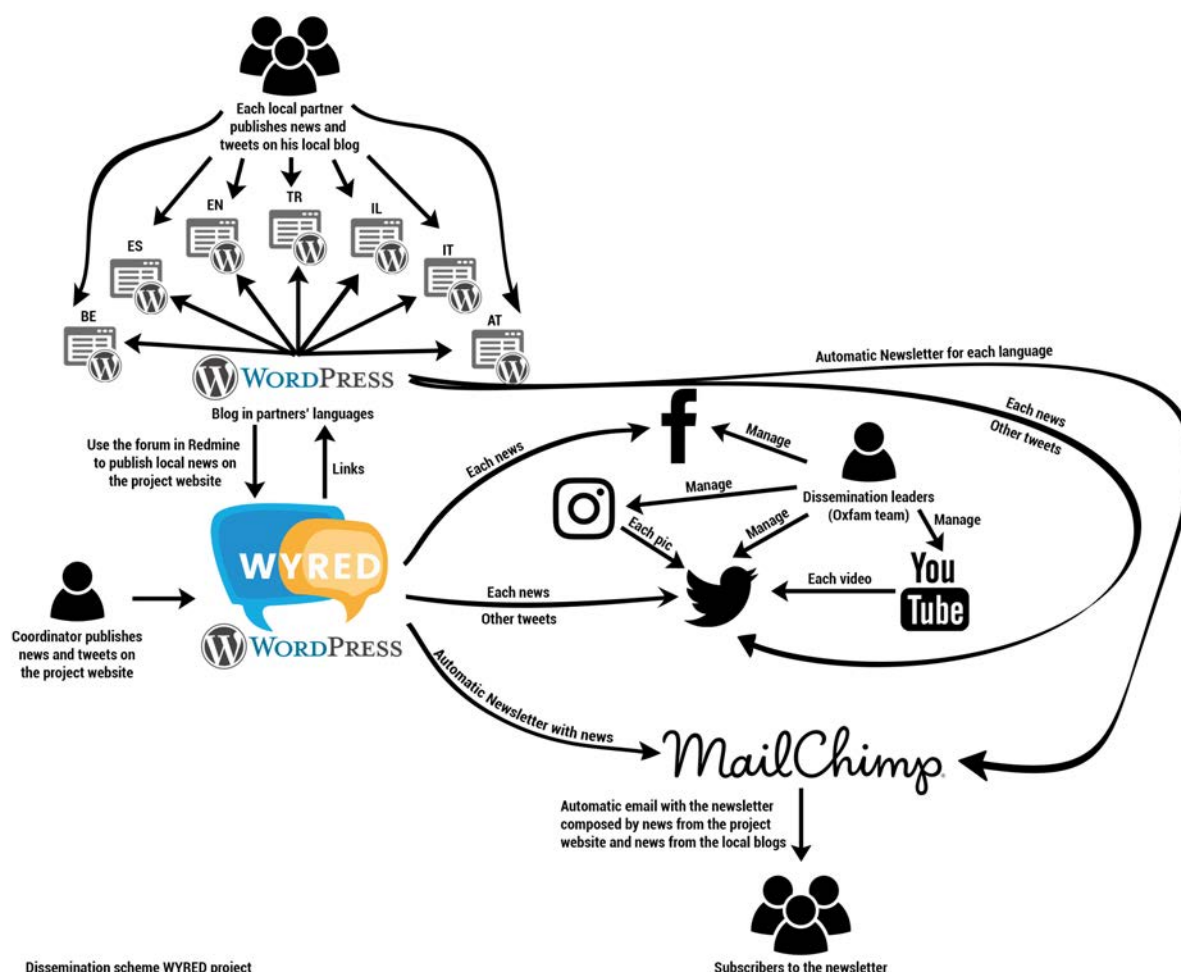 Each local partner
publishes news and
tweets on his local blog
TR
EN
IL
ES
IT
BE
AT
WORDPRESS
Blog in partners' languages
Automatic Newsletter for each language
Each news
Other tweets
Use the forum in Redmine
to publish local news on
the project website
Links
Each news
Manage
Manage
Dissemination leaders
(Oxfam team)
Manage
Manage
Each pic
WYRED
WORDPRESS
Each news
Other tweets
Each video
You
Tube
Coordinator publishes
news and tweets on
the project website
Automatic Newsletter with news
MailChimp
Automatic email with the newsletter
composed by news from the project
website and news from the local blogs
Dissemination scheme WYRED project
Subscribers to the newsletter